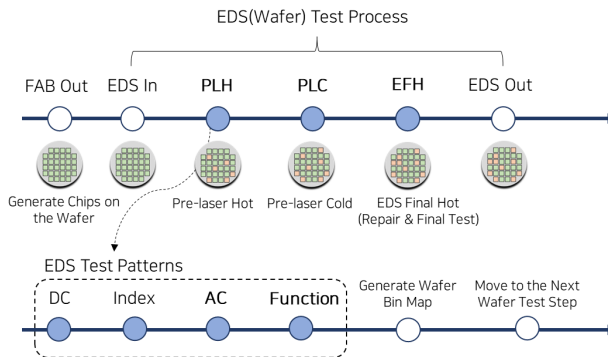 EDS(Wafer) Test Process
FAB Out
EDS In
PLH
PLC
EFH
EDS Out
Generate Chips on
the Wafer
Pre-laser Hot
Pre-laser Cold
EDS Final Hot
(Repair & Final Test)
EDS Test Patterns
DC
Index
AC
Function
Generate Wafer
Bin Map
Move to the Next
Wafer Test Step